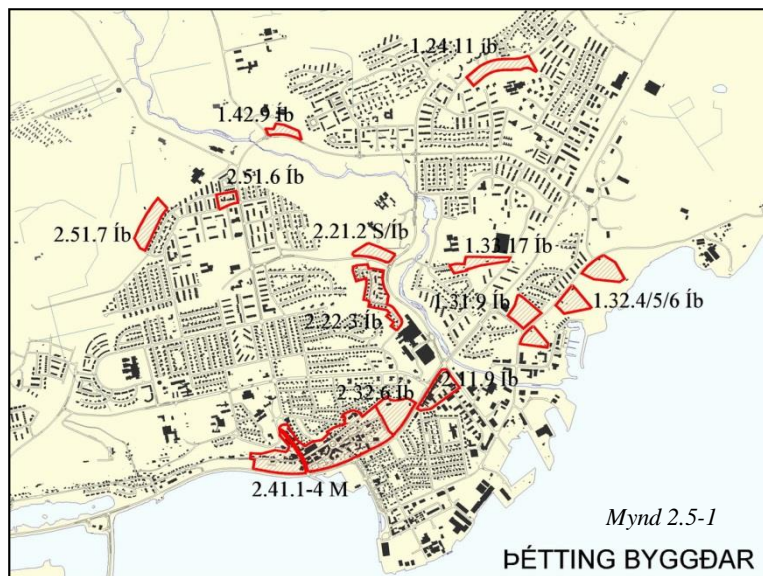 1.24.11 íb
1.42.9 Íb
2.51.6 Íb
2.51.7 Íb
2.21.2 S/Íb
1.33.17 Íb
1.31.9 Íb
1.32.4/5/6 Íb
2.22.3 Íb
2.11.9 Íb
2.32.6 Íb
2.41.1-4 M
Mynd 2.5-1
ÞÉTTING BYGGÐAR